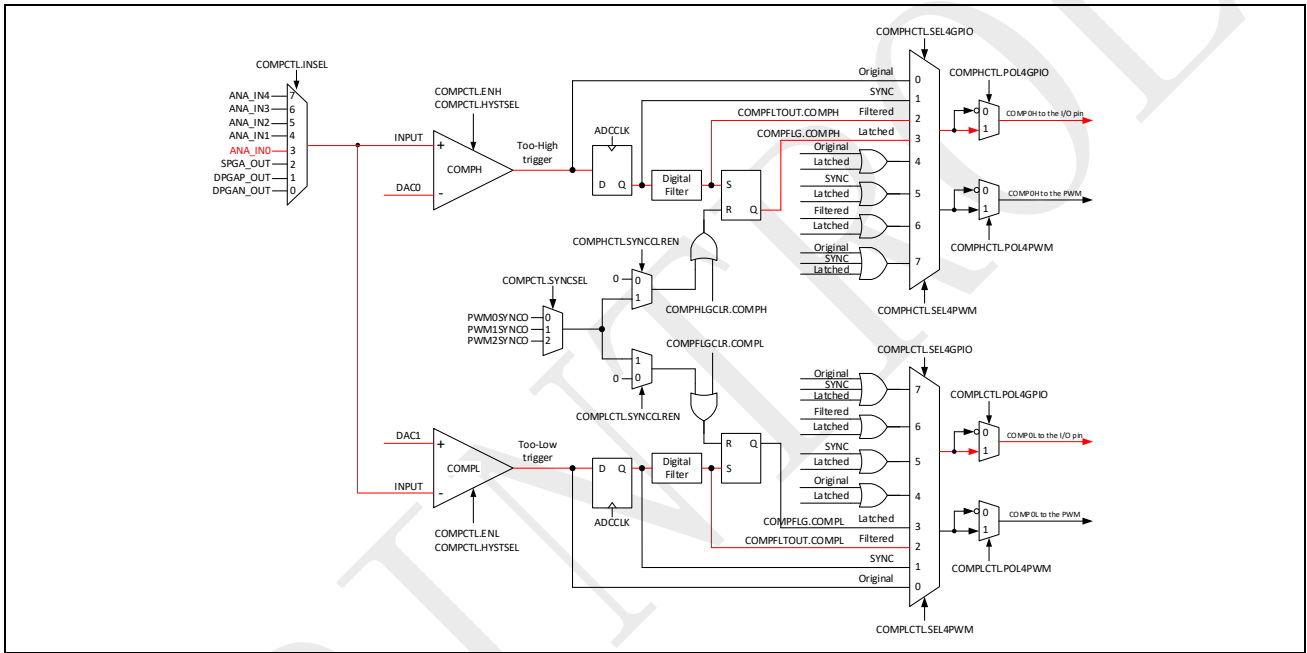 COMPCTL.INSEL
ANA_IN4 7
ANA_IN3 6
ANA_IN2 5
ANA_IN1 4
ANA_IN0 3
SPGA_OUT 2
DPGAP_OUT 1
DPGAN_OUT 0
COMPCTL.ENH
COMPCTL.HYSTSEL
INPUT
+
COMPH
DAC0
-
Too-High
trigger
ADCCLK
D Q
Digital
Filter
S
R Q
COMPFLTOUT.COMPH
COMPFLG.COMPH
COMPHCTL.SEL4GPIO
Original 0
SYNC 1
Filtered 2
Latched 3
Original
Latched
4
SYNC
Latched
5
Filtered
Latched
6
Original
SYNC
Latched
7
COMPHCTL.SEL4PWM
COMPHCTL.POL4GPIO
0
1
COMP0H to the I/O pin
0
1
COMP0H to the PWM
COMPHCTL.POL4PWM
COMPHCTL.SYNCCLREN
0 0
1
COMPHLGCLR.COMPH
COMPCTL.SYNCSEL
PWM0SYNCO 0
PWM1SYNCO 1
PWM2SYNCO 2
COMPFLGCLR.COMPL
1
0 0
COMPLCTL.SYNCCLREN
DAC1
+
COMPL
INPUT
-
COMPCTL.ENL
COMPCTL.HYSTSEL
Too-Low
trigger
D Q
ADCCLK
Digital
Filter
R Q
S
COMPFLG.COMPL
COMPFLTOUT.COMPL
COMPLCTL.SEL4GPIO
Original
SYNC
Latched
7
Filtered
Latched
6
SYNC
Latched
5
Original
Latched
4
Latched 3
Filtered 2
SYNC 1
Original 0
COMPLCTL.SEL4PWM
COMPLCTL.POL4GPIO
0
1
COMP0L to the I/O pin
0
1
COMP0L to the PWM
COMPLCTL.POL4PWM